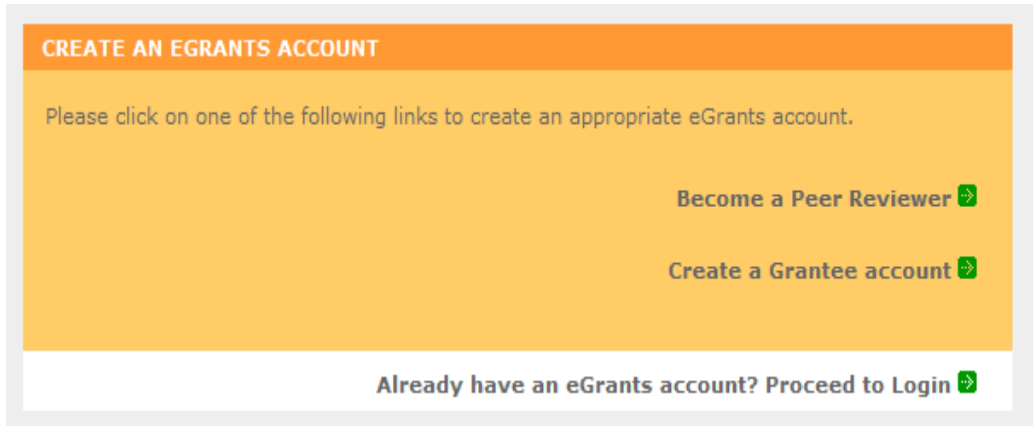 CREATE AN EGRANTS ACCOUNT
Please click on one of the following links to create an appropriate eGrants account.
Become a Peer Reviewer
Create a Grantee account
Already have an eGrants account? Proceed to Login